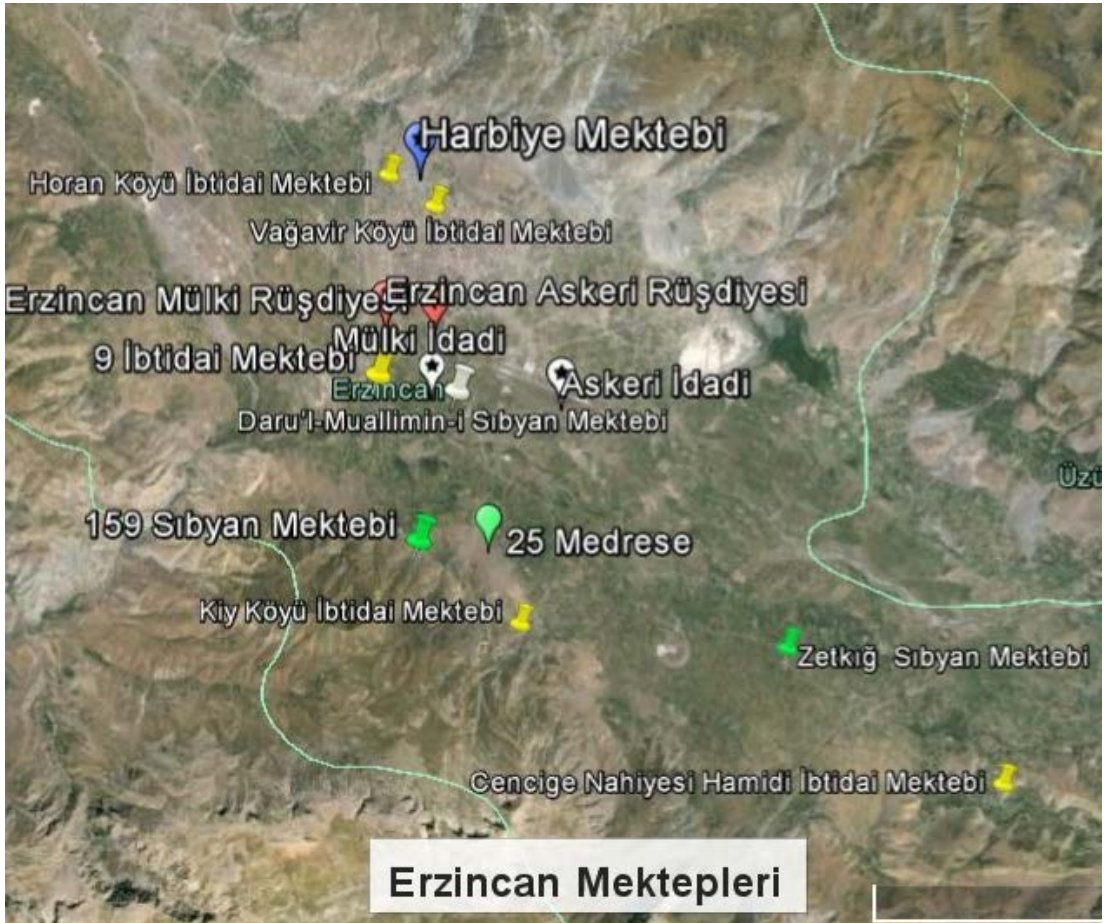 Harbiye Mektebi
Horan Köyü İbtidai Mektebi
Vağavir Köyü İbtidai Mektebi
Erzincan Mülki Rüşdiyesi
Erzincan Askeri Rüşdiyesi
Mülki İdadi
9 İbtidai Mektebi
Erzincan
Askeri İdadi
Daru'l-Muallimin-i Sıbyan Mektebi
Üzü
159 Sıbyan Mektebi
25 Medrese
Kiy Köyü İbtidai Mektebi
Zetkığ Sıbyan Mektebi
Cencige Nahiyesi Hamidi İbtidai Mektebi
Erzincan Mektepleri